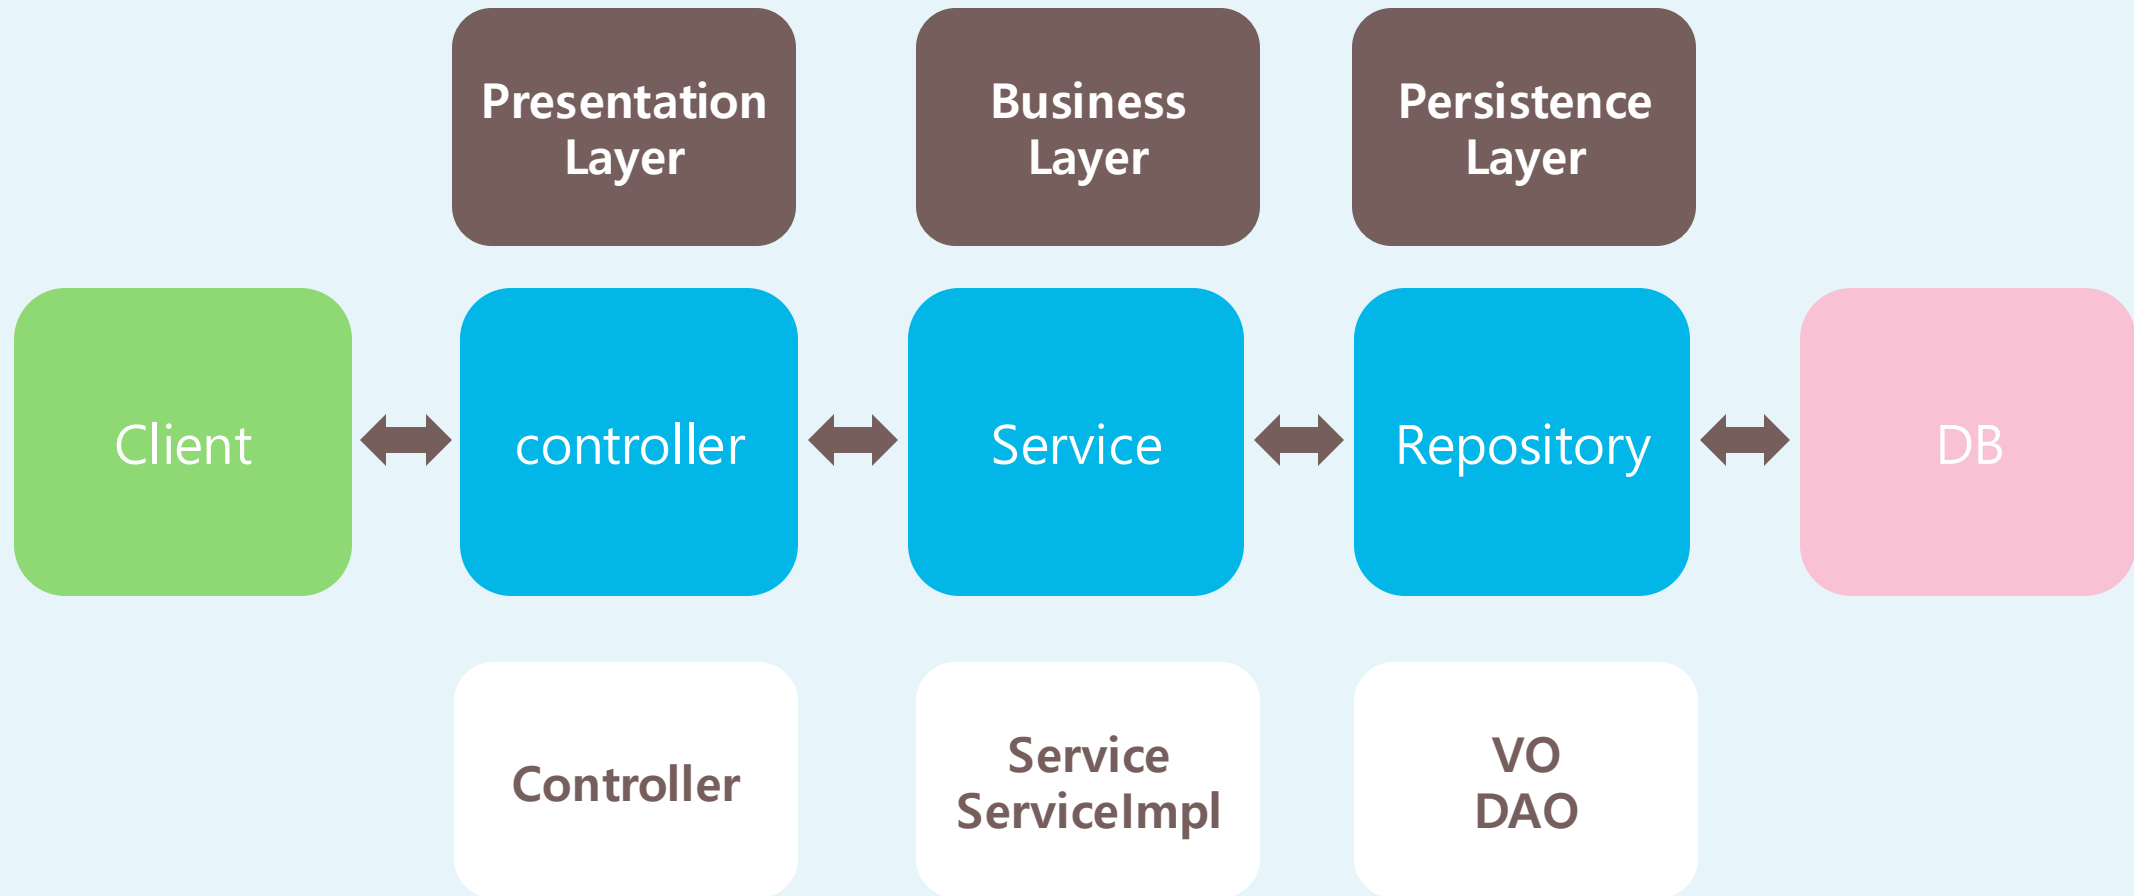 Presentation
Layer
Business
Layer
Persistence
Layer
Client
controller
Service
Repository
DB
Controller
Service
ServiceImpl
VO
DAO